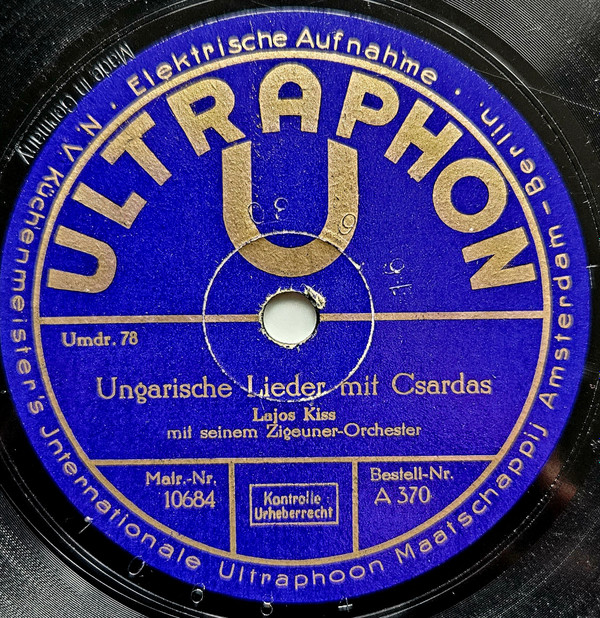 Made in Germany
N.V. Küchenmeister's Jnternationale Ultraphoon Maatschappij Amsterdam - Berlin.
· Elektrische Aufnahme ·
ULTRAPHON
U
Umdr. 78
Ungarische Lieder mit Csardas
Lajos Kiss
mit seinem Zigeuner-Orchester
Matr.-Nr.
10684
Kontrolle
Urheberrecht
Bestell-Nr.
A 370